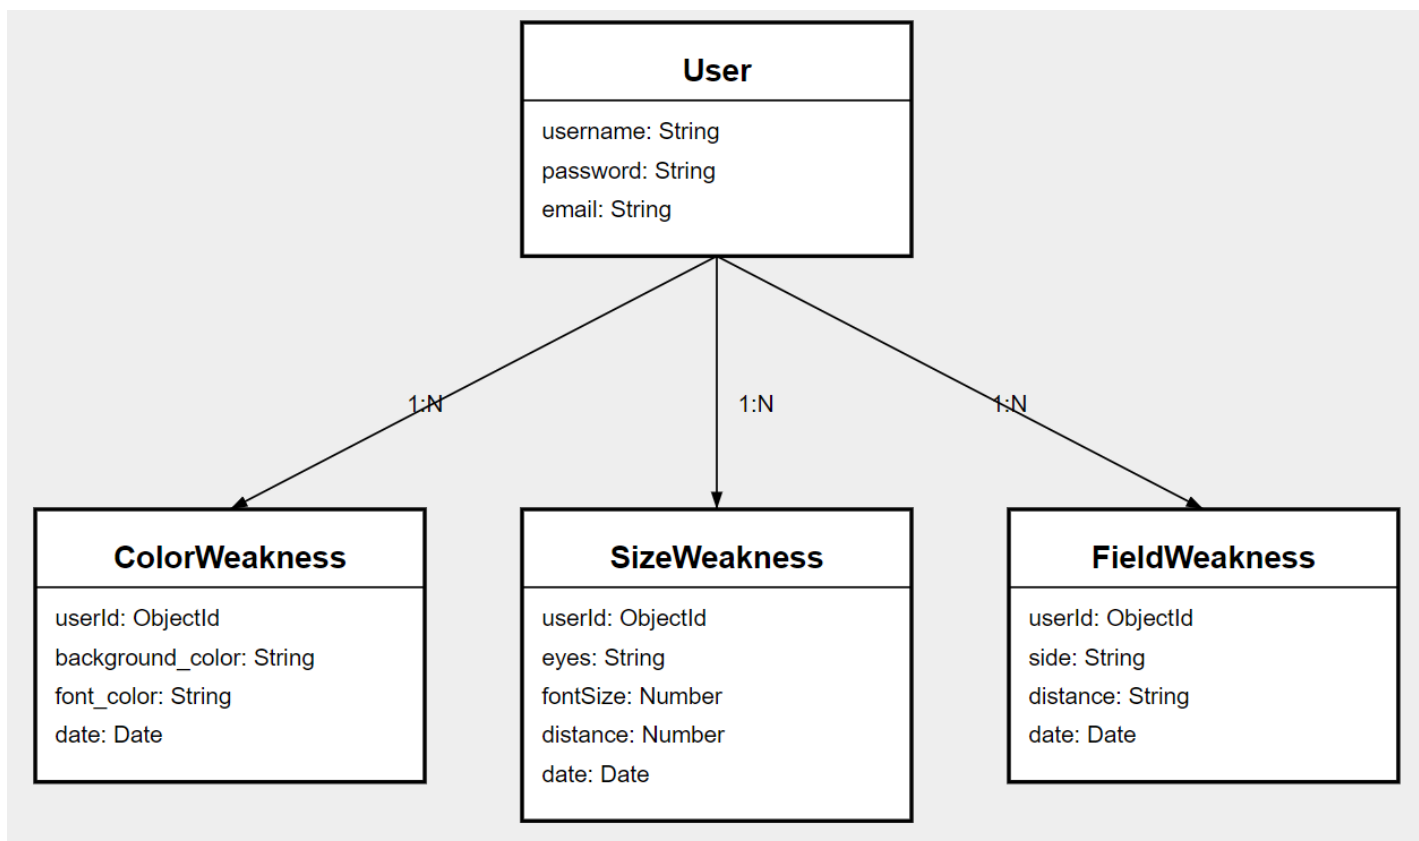 User
username: String
password: String
email: String
1:N
1:N
1:N
ColorWeakness
userId: ObjectId
background_color: String
font_color: String
date: Date
SizeWeakness
userId: ObjectId
eyes: String
fontSize: Number
distance: Number
date: Date
FieldWeakness
userId: ObjectId
side: String
distance: String
date: Date